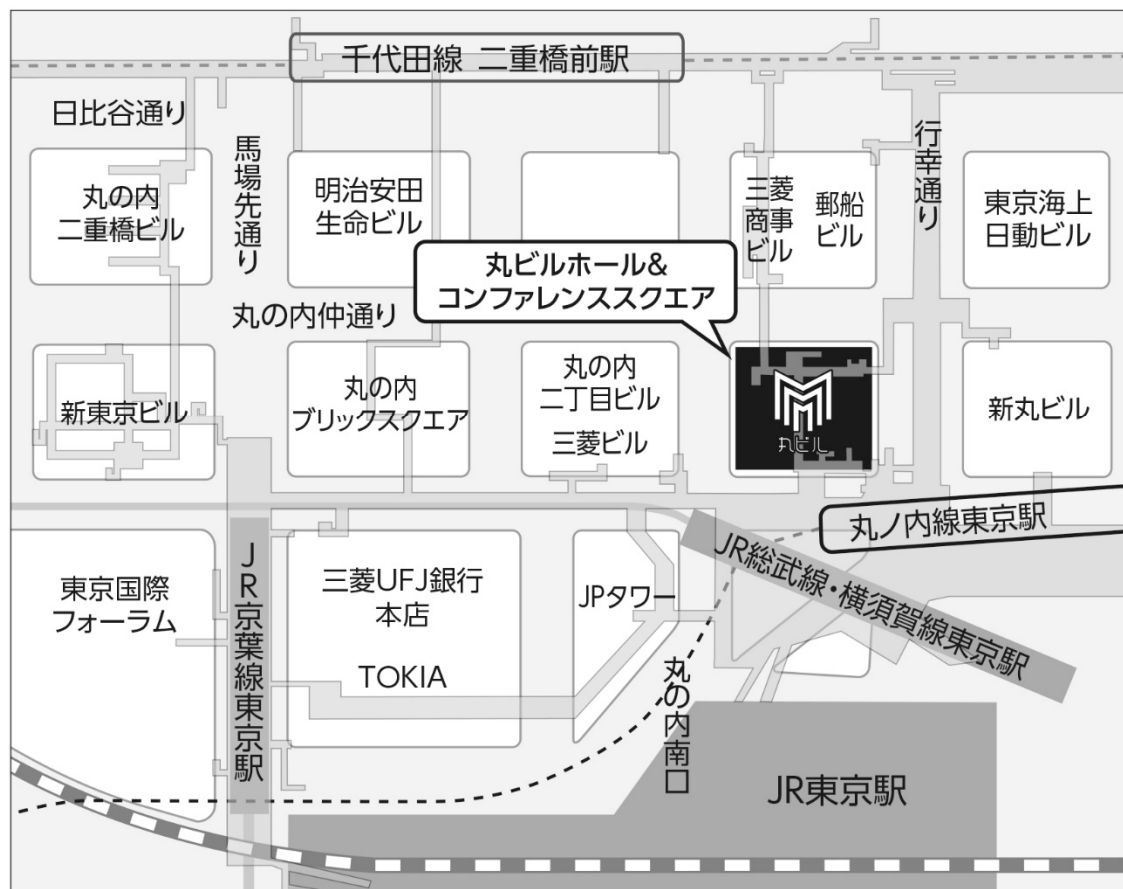 千代田線 二重橋前駅
日比谷通り
馬場先通り
行幸通り
丸の内
二重橋ビル
明治安田
生命ビル
三菱
商事
ビル
郵船
ビル
東京海上
日動ビル
丸ビルホール&
コンファレンススクエア
丸の内仲通り
新東京ビル
丸の内
ブリックスクエア
丸の内
二丁目ビル
三菱ビル
丸ビル
新丸ビル
丸ノ内線東京駅
JR総武線・横須賀線東京駅
JR京葉線東京駅
東京国際
フォーラム
三菱UFJ銀行
本店
TOKIA
JPタワー
丸の内南口
JR東京駅